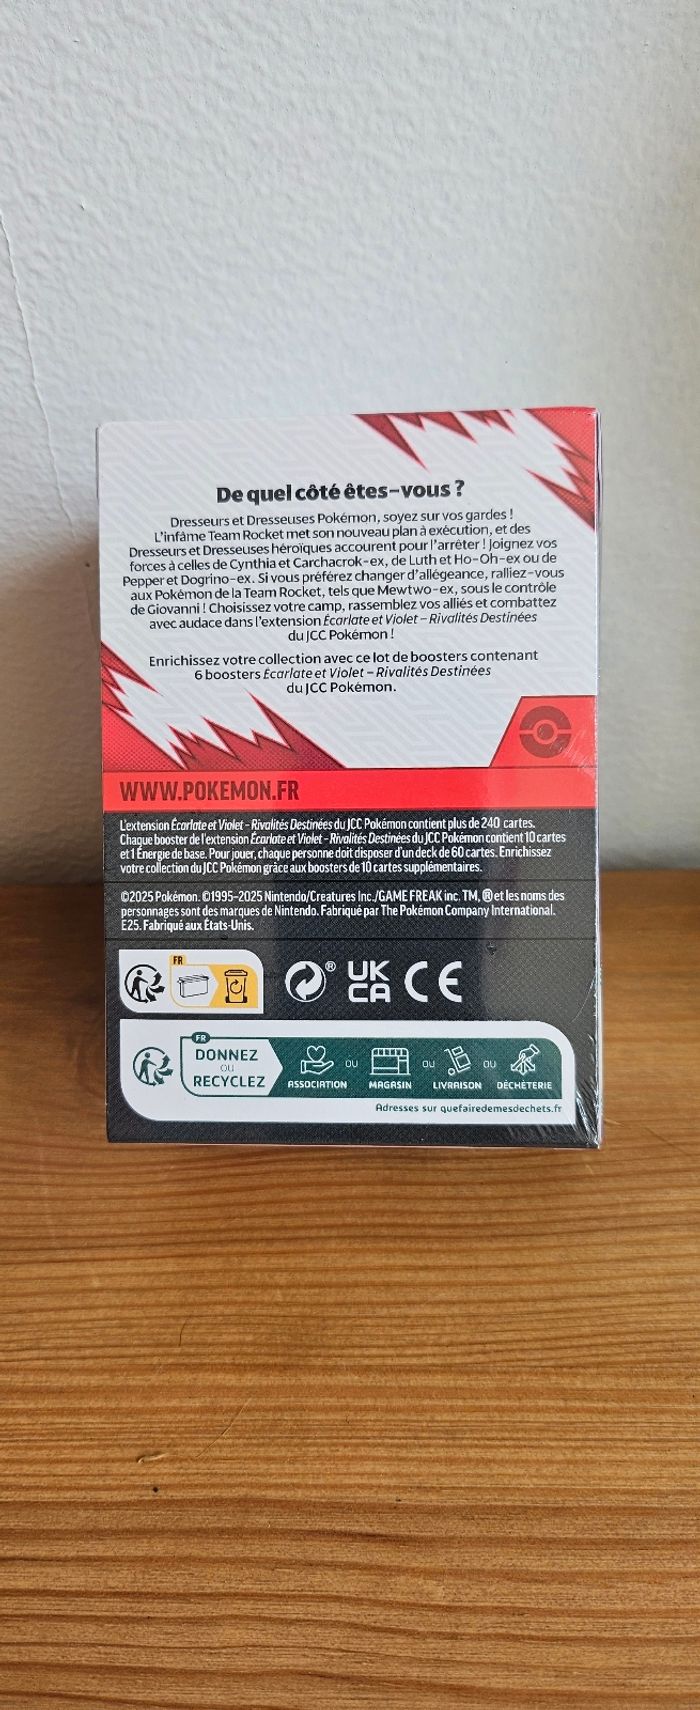 De quel côté êtes-vous ?
Dresseurs et Dresseuses Pokémon, soyez sur vos gardes !
L'infâme Team Rocket met son nouveau plan à exécution, et des
Dresseurs et Dresseuses héroïques accourent pour l'arrêter ! Joignez vos
forces à celles de Cynthia et Carchacrok-ex, de Luth et Ho-Oh-ex ou de
Pepper et Dogrino-ex. Si vous préférez changer d'allégeance, ralliez-vous
aux Pokémon de la Team Rocket, tels que Mewtwo-ex, sous le contrôle
de Giovanni ! Choisissez votre camp, rassemblez vos alliés et combattez
avec audace dans l'extension Écarlate et Violet – Rivalités Destinées
du JCC Pokémon !
Enrichissez votre collection avec ce lot de boosters contenant
6 boosters Écarlate et Violet – Rivalités Destinées
du JCC Pokémon.
WWW.POKEMON.FR
L'extension Écarlate et Violet – Rivalités Destinées du JCC Pokémon contient plus de 240 cartes.
Chaque booster de l'extension Écarlate et Violet – Rivalités Destinées du JCC Pokémon contient 10 cartes
et 1 Énergie de base. Pour jouer, chaque personne doit disposer d'un deck de 60 cartes. Enrichissez
votre collection du JCC Pokémon grâce aux boosters de 10 cartes supplémentaires.
©2025 Pokémon. ©1995–2025 Nintendo/Creatures Inc./GAME FREAK inc. TM, ® et les noms des
personnages sont des marques de Nintendo. Fabriqué par The Pokémon Company International.
E25. Fabriqué aux États-Unis.
FR
® UK
CA CE
FR
DONNEZ
OU
RECYCLEZ
ASSOCIATION OU MAGASIN OU LIVRAISON OU DÉCHÈTERIE
Adresses sur quefairedemesdechets.fr